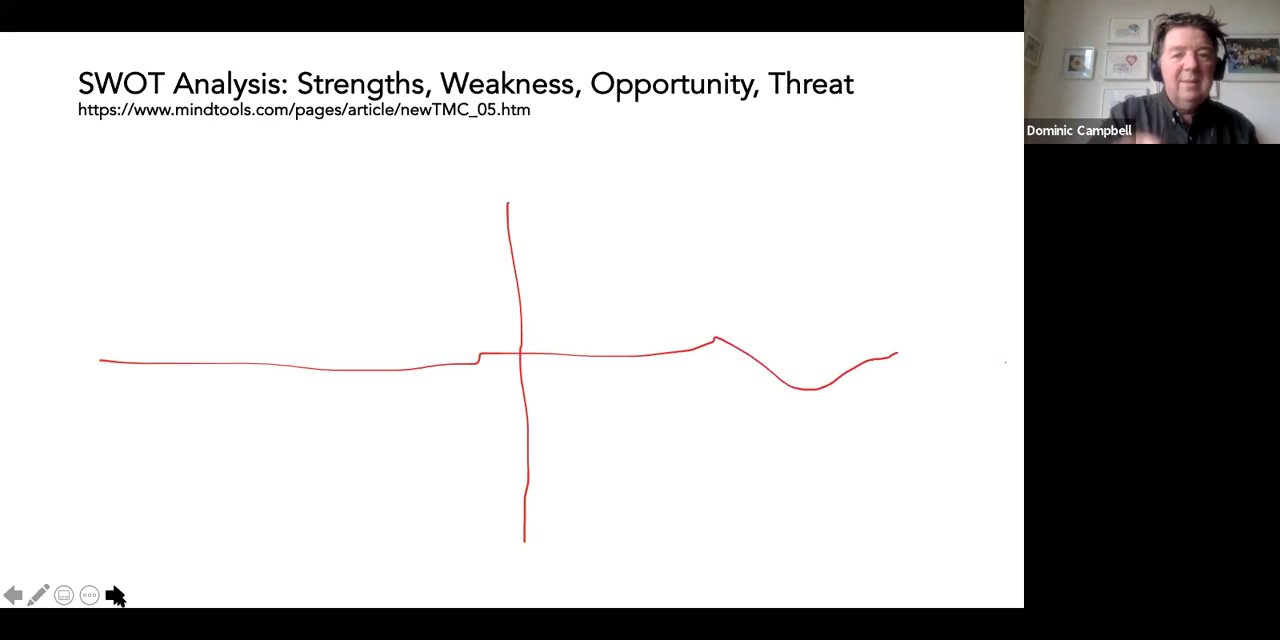 SWOT Analysis: Strengths, Weakness, Opportunity, Threat
https://www.mindtools.com/pages/article/newTMC_05.htm
Dominic Campbell